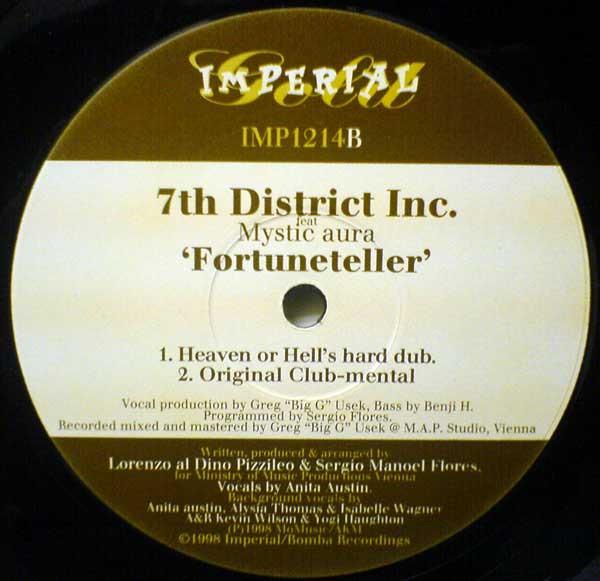 Gold
IMPERIAL
IMP1214B
7th District Inc.
feat
Mystic aura
‘Fortuneteller’
1. Heaven or Hell's hard dub.
2. Original Club-mental
Vocal production by Greg "Big G" Usek, Bass by Benji H.
Programmed by Sergio Flores.
Recorded mixed and mastered by Greg "Big G" Usek @ M.A.P. Studio, Vienna
Written, produced & arranged by
Lorenzo al Dino Pizzileo & Sergio Manoel Flores.
for Ministry of Music Productions Vienna
Vocals by Anita Austin.
Background vocals by
Anita austin, Alysia Thomas & Isabelle Wagner
A&R Kevin Wilson & Yogi Haughton
(P)1998 MoMusic/AKM
©1998 Imperial/Bomba Recordings